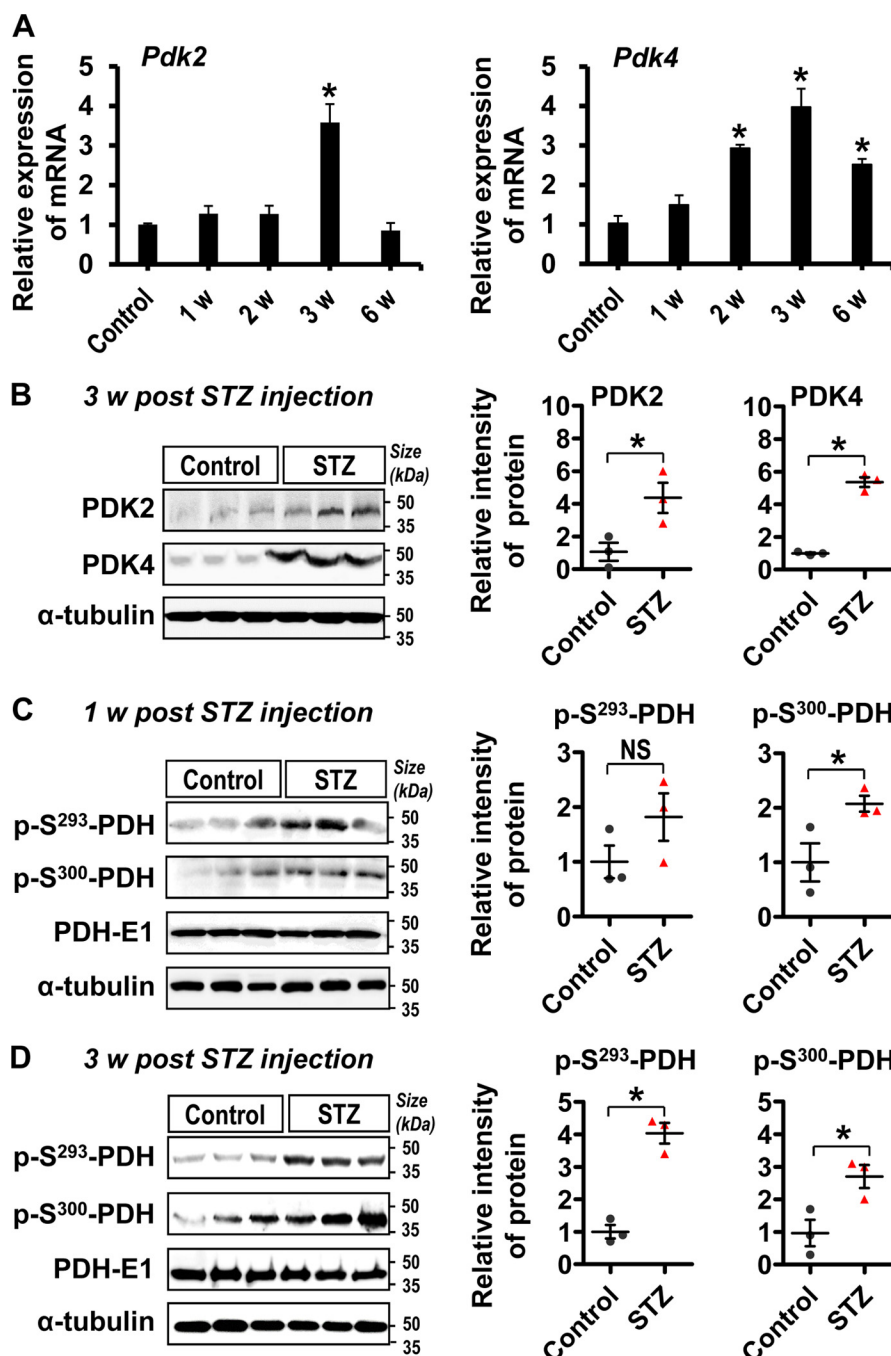 A
Pdk2
Relative expression
of mRNA
5
4
3
2
1
0
*
Control
1 w
2 w
3 w
6 w
Pdk4
Relative expression
of mRNA
5
4
3
2
1
0
*
*
*
Control
1 w
2 w
3 w
6 w
B
3 w post STZ injection
Control
STZ
Size
(kDa)
PDK2
50
35
PDK4
50
35
α-tubulin
50
35
Relative intensity
of protein
PDK2
10
8
6
4
2
0
*
Control
STZ
PDK4
10
8
6
4
2
0
*
Control
STZ
C
1 w post STZ injection
Control
STZ
Size
(kDa)
p-S293-PDH
50
35
p-S300-PDH
50
35
PDH-E1
50
35
α-tubulin
50
35
Relative intensity
of protein
p-S293-PDH
3
2
1
0
NS
Control
STZ
p-S300-PDH
3
2
1
0
*
Control
STZ
D
3 w post STZ injection
Control
STZ
Size
(kDa)
p-S293-PDH
50
35
p-S300-PDH
50
35
PDH-E1
50
35
α-tubulin
50
35
Relative intensity
of protein
p-S293-PDH
5
4
3
2
1
0
*
Control
STZ
p-S300-PDH
5
4
3
2
1
0
*
Control
STZ